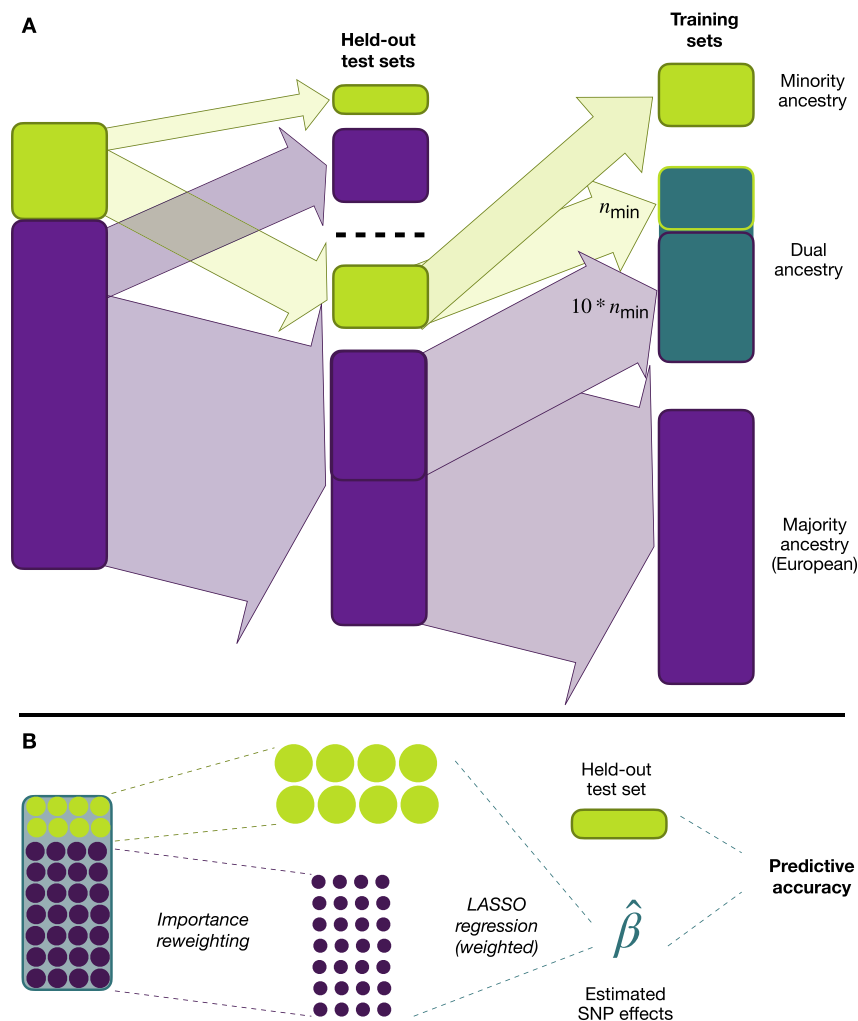 A
Held-out
test sets
Training
sets
Minority
ancestry
n_min
Dual
ancestry
10 * n_min
Majority
ancestry
(European)
B
Held-out
test set
Predictive
accuracy
Importance
reweighting
LASSO
regression
(weighted)
β̂
Estimated
SNP effects